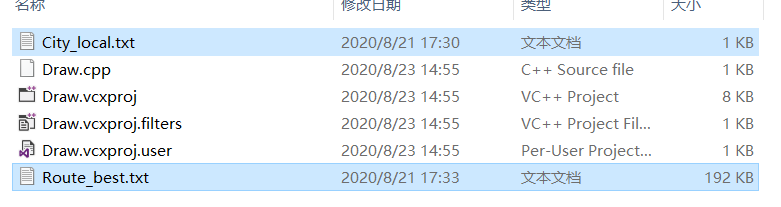 名称 修改日期 类型 大小
City_local.txt 2020/8/21 17:30 文本文档 1 KB
Draw.cpp 2020/8/23 14:55 C++ Source file 1 KB
Draw.vcxproj 2020/8/23 14:55 VC++ Project 8 KB
Draw.vcxproj.filters 2020/8/23 14:55 VC++ Project Fil... 1 KB
Draw.vcxproj.user 2020/8/23 14:55 Per-User Project... 1 KB
Route_best.txt 2020/8/21 17:33 文本文档 192 KB